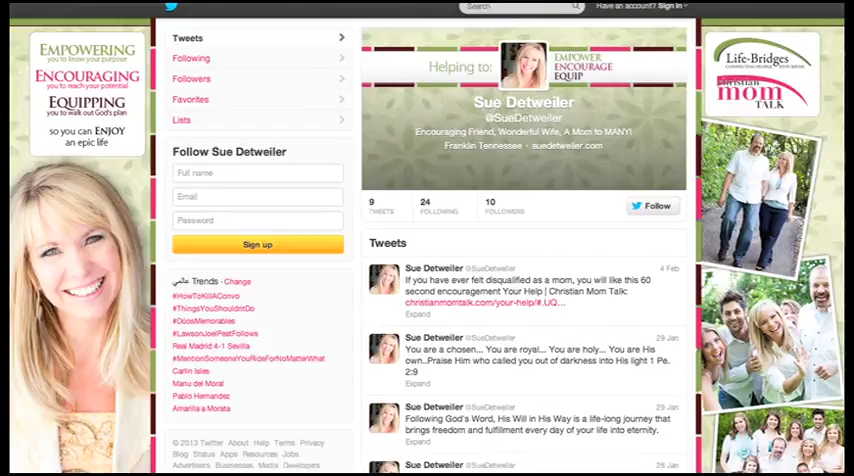 Search
Have an account? Sign in
EMPOWERING
you to know your purpose
ENCOURAGING
you to reach your potential
EQUIPPING
you to walk out God's plan
so you can ENJOY
an epic life
Tweets
Following
Followers
Favorites
Lists
Follow Sue Detweiler
Full name
Email
Password
Sign up
عالمي Trends · Change
#HowToKillAConvo
#ThingsYouShouldntDo
#DúosMemorables
#LawsonJoelPestFollows
Real Madrid 4-1 Sevilla
#MentionSomeoneYouRideForNoMatterWhat
Carlin Isles
Manu del Moral
Pablo Hernandez
Amarilla a Morata
© 2013 Twitter About Help Terms Privacy
Blog Status Apps Resources Jobs
Advertisers Businesses Media Developers
Helping to:
EMPOWER
ENCOURAGE
EQUIP
Sue Detweiler
@SueDetweiler
Encouraging Friend, Wonderful Wife, A Mom to MANY!
Franklin Tennessee · suedetweiler.com
9
TWEETS
24
FOLLOWING
10
FOLLOWERS
Follow
Tweets
Sue Detweiler @SueDetweiler 4 Feb
If you have ever felt disqualified as a mom, you will like this 60
second encouragement Your Help | Christian Mom Talk:
christianmomtalk.com/your-help/#.UQ...
Expand
Sue Detweiler @SueDetweiler 29 Jan
You are a chosen... You are royal... You are holy... You are His
own..Praise Him who called you out of darkness into His light 1 Pe.
2:9
Expand
Sue Detweiler @SueDetweiler 29 Jan
Following God's Word, His Will in His Way is a life-long journey that
brings freedom and fulfillment every day of your life into eternity.
Expand
Sue Detweiler @SueDetweiler 28 Jan
Life-Bridges
christian
mom
TALK